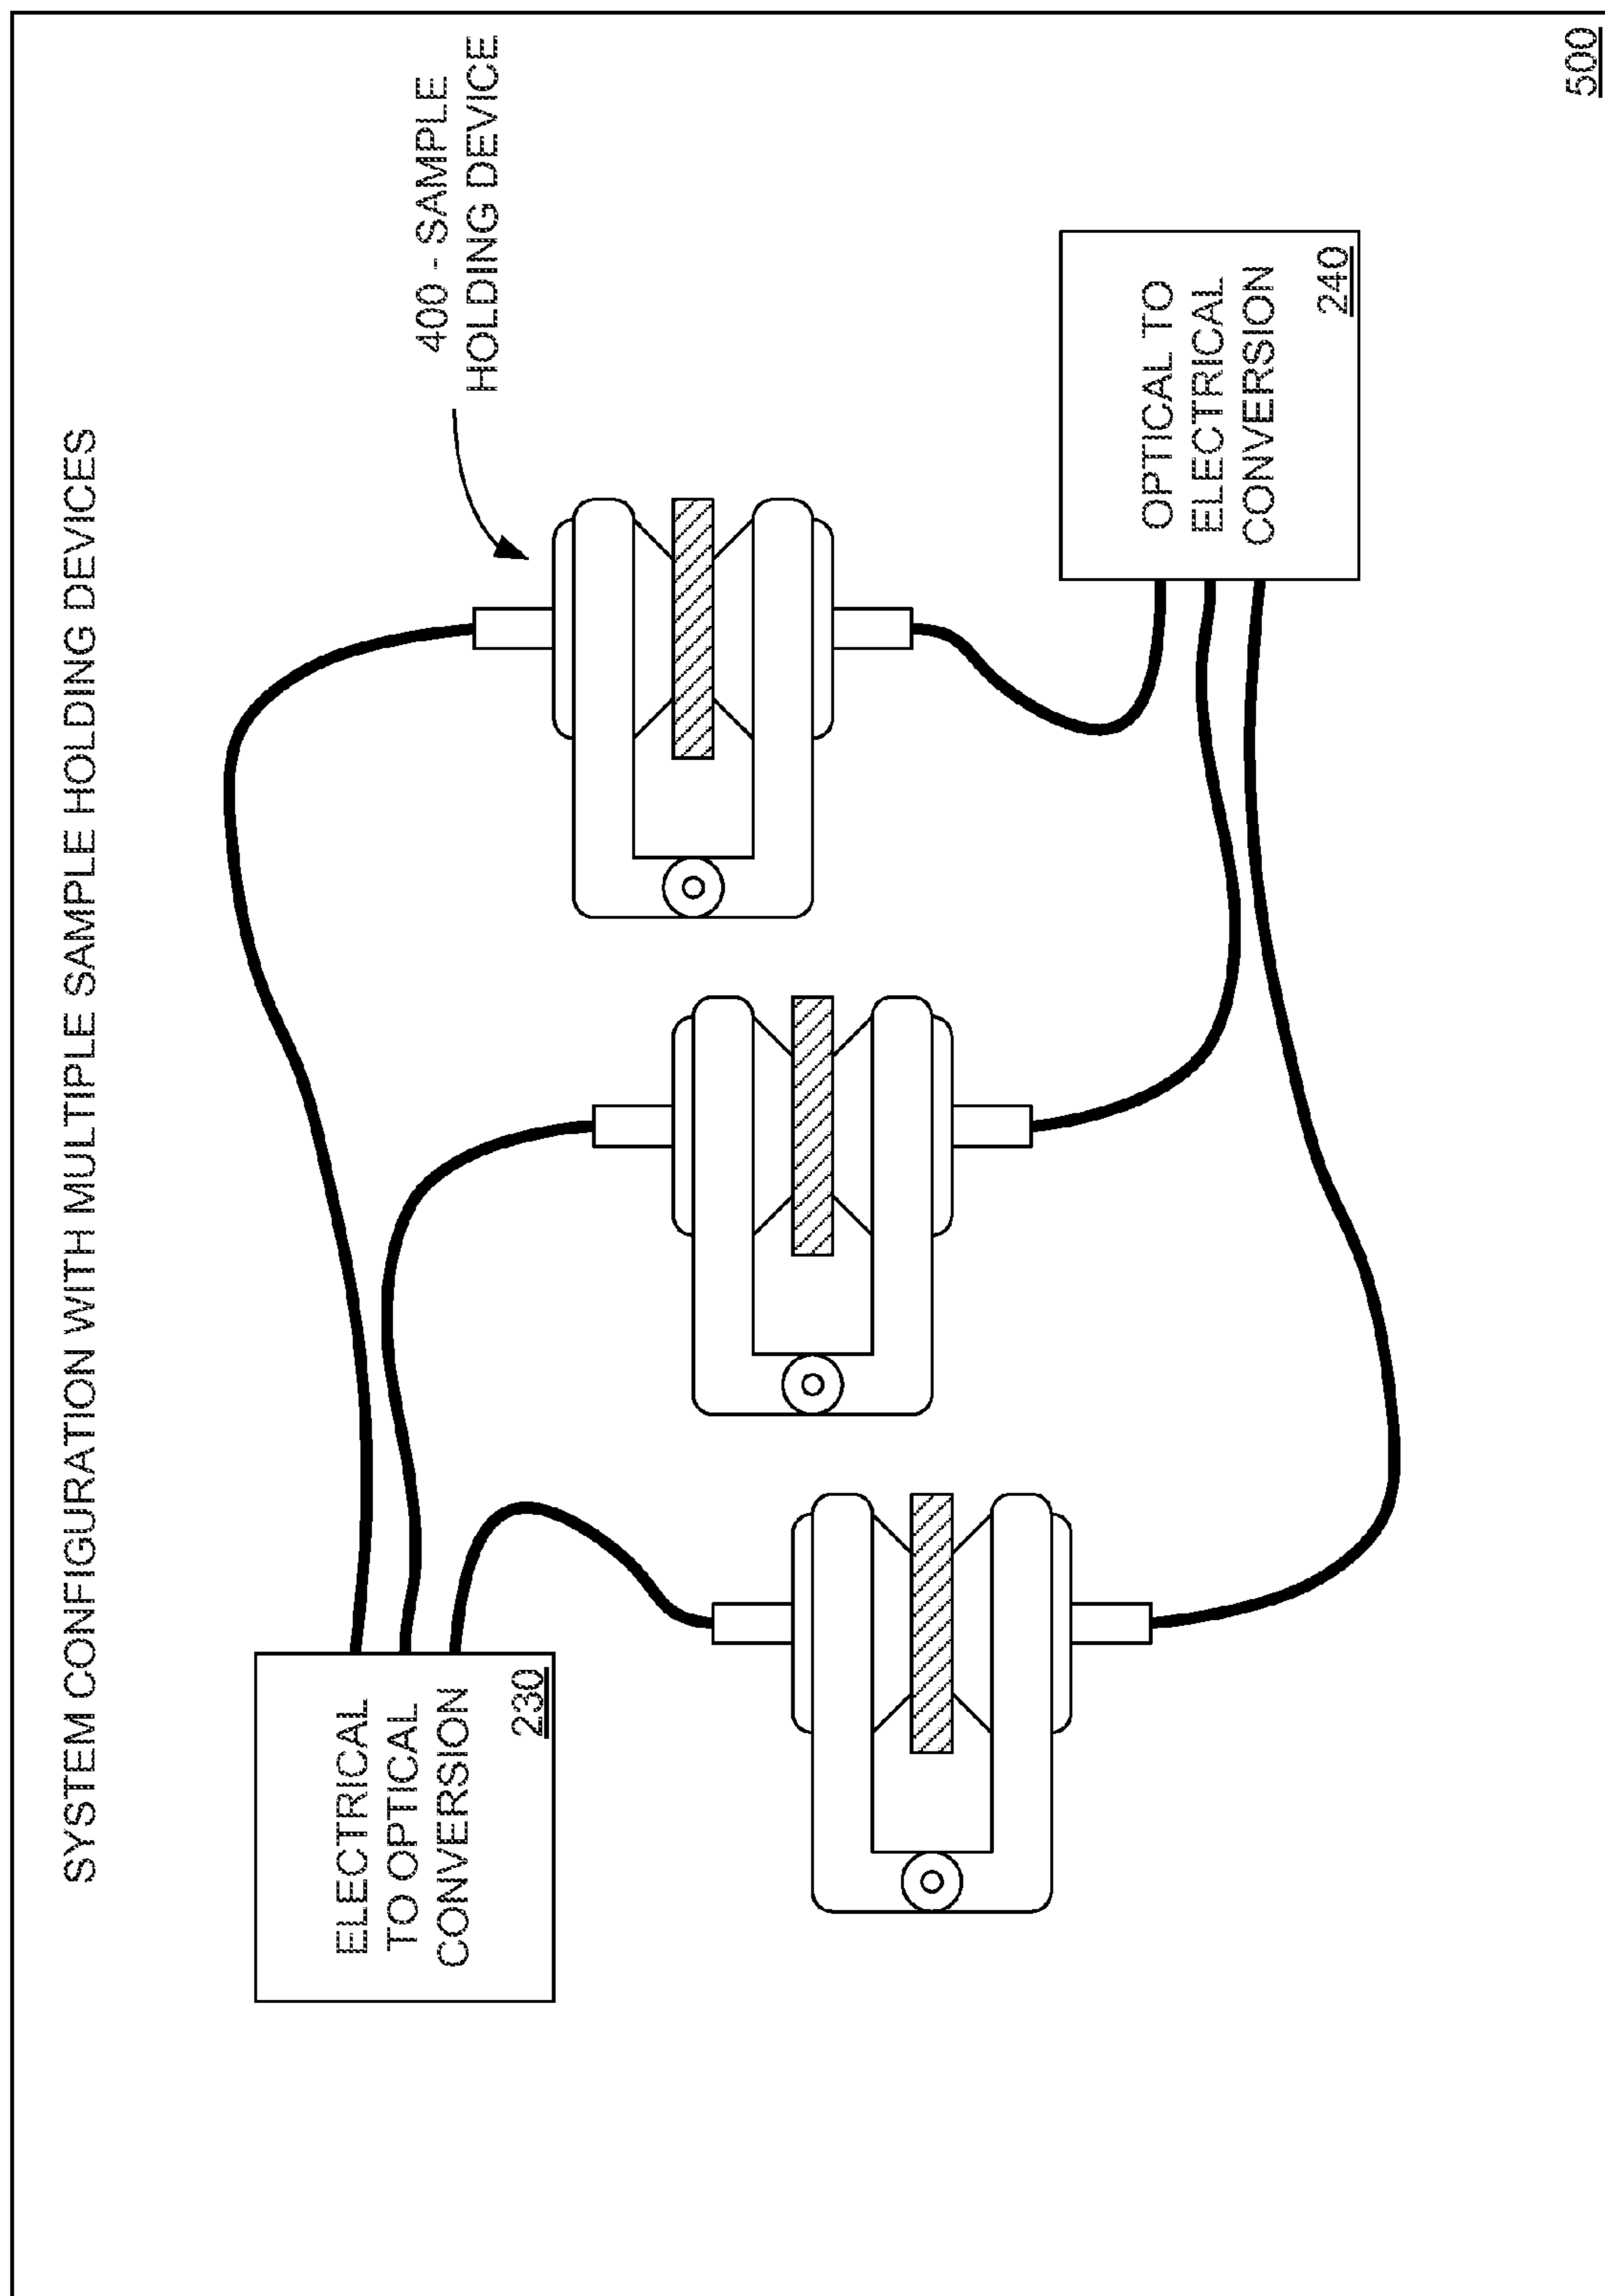 SYSTEM CONFIGURATION WITH MULTIPLE SAMPLE HOLDING DEVICES
ELECTRICAL
TO OPTICAL
CONVERSION
230
400 - SAMPLE
HOLDING DEVICE
OPTICAL TO
ELECTRICAL
CONVERSION
240
500